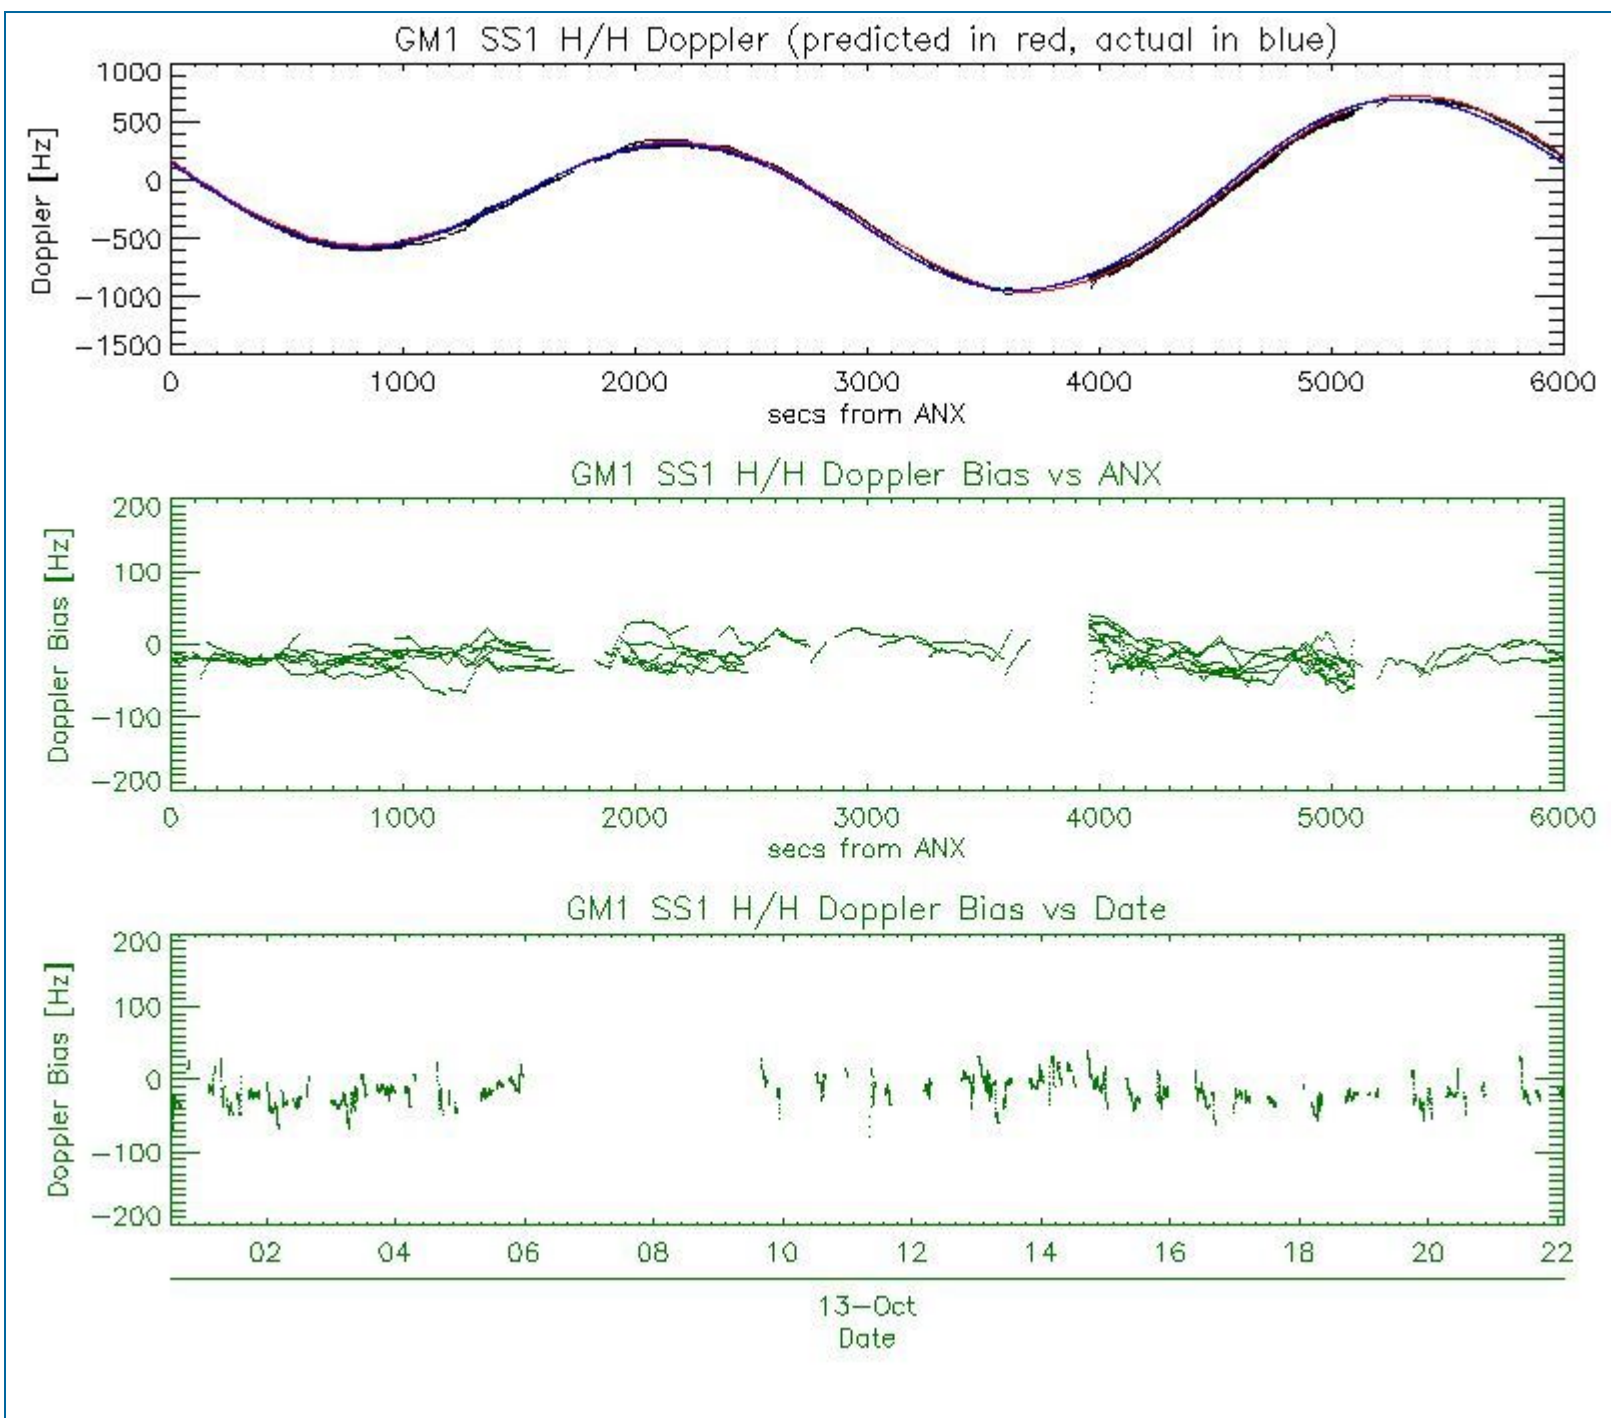 GM1 SS1 H/H Doppler (predicted in red, actual in blue)
Doppler [Hz]
1000
500
0
−500
−1000
−1500
0 1000 2000 3000 4000 5000 6000
secs from ANX
GM1 SS1 H/H Doppler Bias vs ANX
Doppler Bias [Hz]
200
100
0
−100
−200
0 1000 2000 3000 4000 5000 6000
secs from ANX
GM1 SS1 H/H Doppler Bias vs Date
Doppler Bias [Hz]
200
100
0
−100
−200
02 04 06 08 10 12 14 16 18 20 22
13−Oct
Date